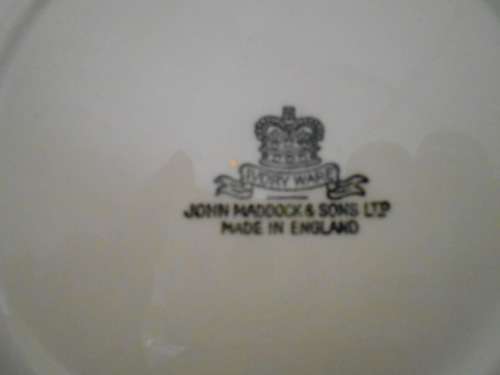 IVORY WARE
JOHN MADDOCK & SONS LTD
MADE IN ENGLAND